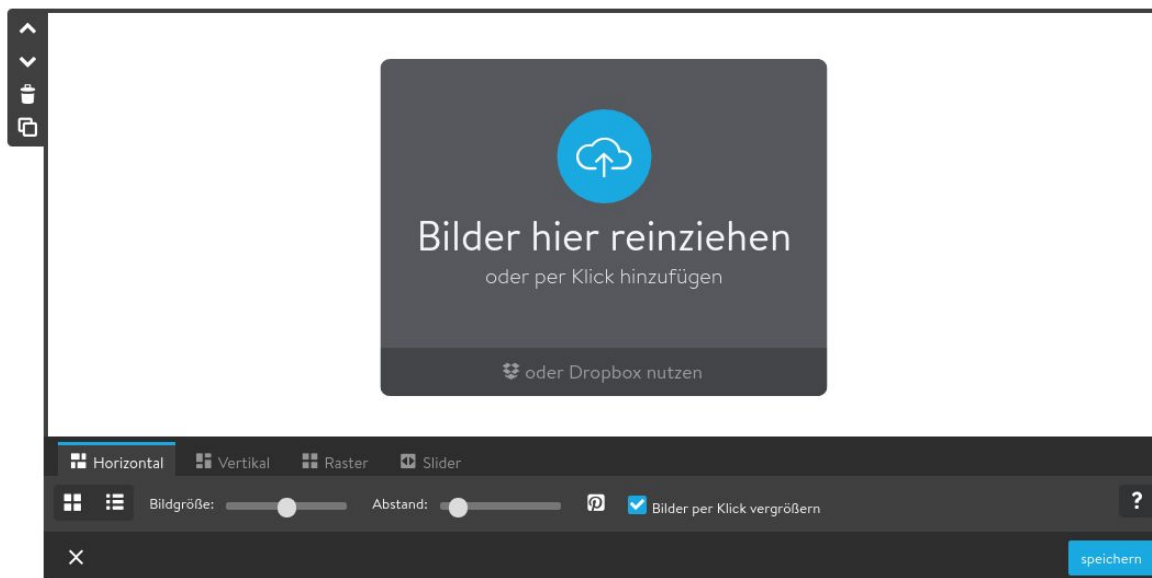 Bilder hier reinziehen
oder per Klick hinzufügen
oder Dropbox nutzen
Horizontal Vertikal Raster Slider
Bildgröße: Abstand: Bilder per Klick vergrößern ?
speichern